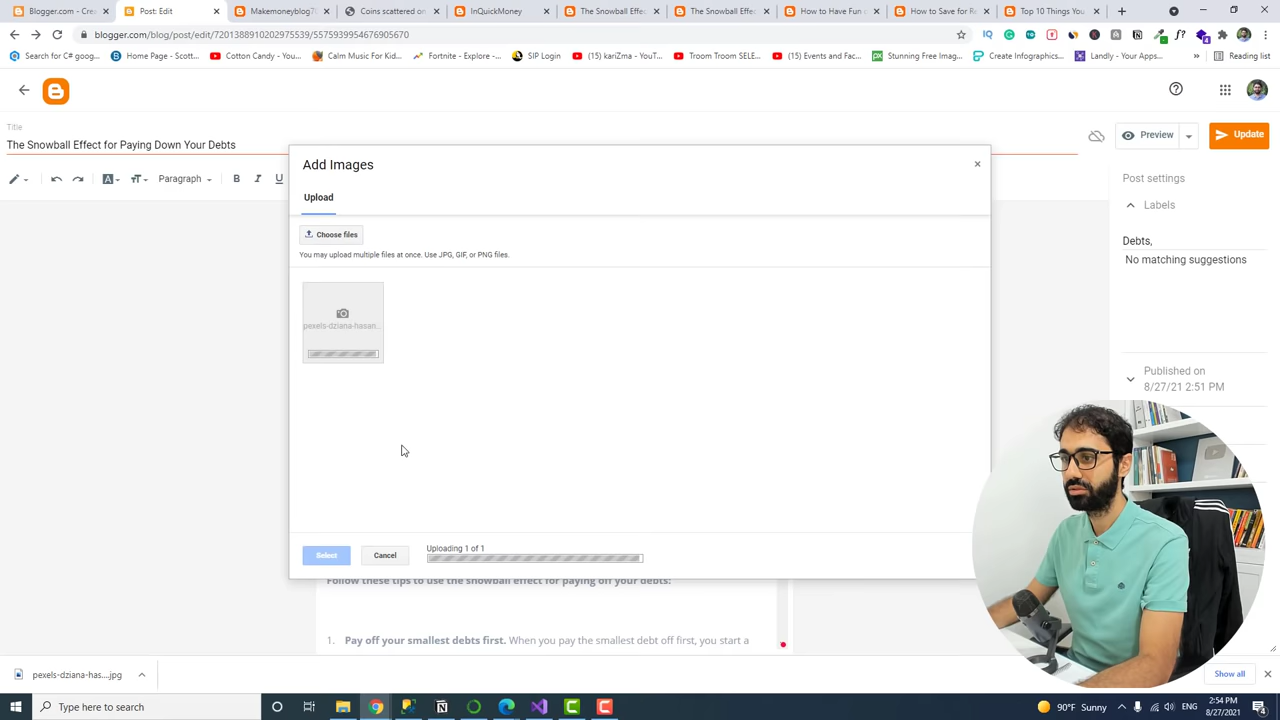 Blogger.com - C
Post: Edit
Makemoneyblog7
Coins scattered on
InQuickMoney
The Snowball Effect
The Snowball Effe
How to Have Fun o
How to Save for R
Top 10 Things You
blogger.com/blog/post/edit/7201388910202975539/5575939954676905670
Search for C@prod...
Home Page - Scorp...
Cotton Candy - You...
Calm Music For Kid...
Fortnite - Explore -...
SIP Login
(15) kariZma - YouT...
Troom Troom SELE...
(15) Events and Fac...
Stunning Free Imag...
Create Infographics...
Landly - Your Apps...
»
Reading list
Title
The Snowball Effect for Paying Down Your Debts
Preview
Update
Paragraph
B
I
U
Add Images
×
Upload
Choose files
You may upload multiple files at once. Use JPG, GIF, or PNG files.
pexels-dziana-hasan...
Select
Cancel
Uploading 1 of 1
Post settings
Labels
Debts,
No matching suggestions
Published on
8/27/21 2:51 PM
Follow these tips to use the snowball effect for paying off your debts:
1. Pay off your smallest debts first. When you pay the smallest debt off first, you start a
pexels-dziana-has....jpg
Show all
Type here to search
90°F Sunny
2:54 PM
8/27/2021